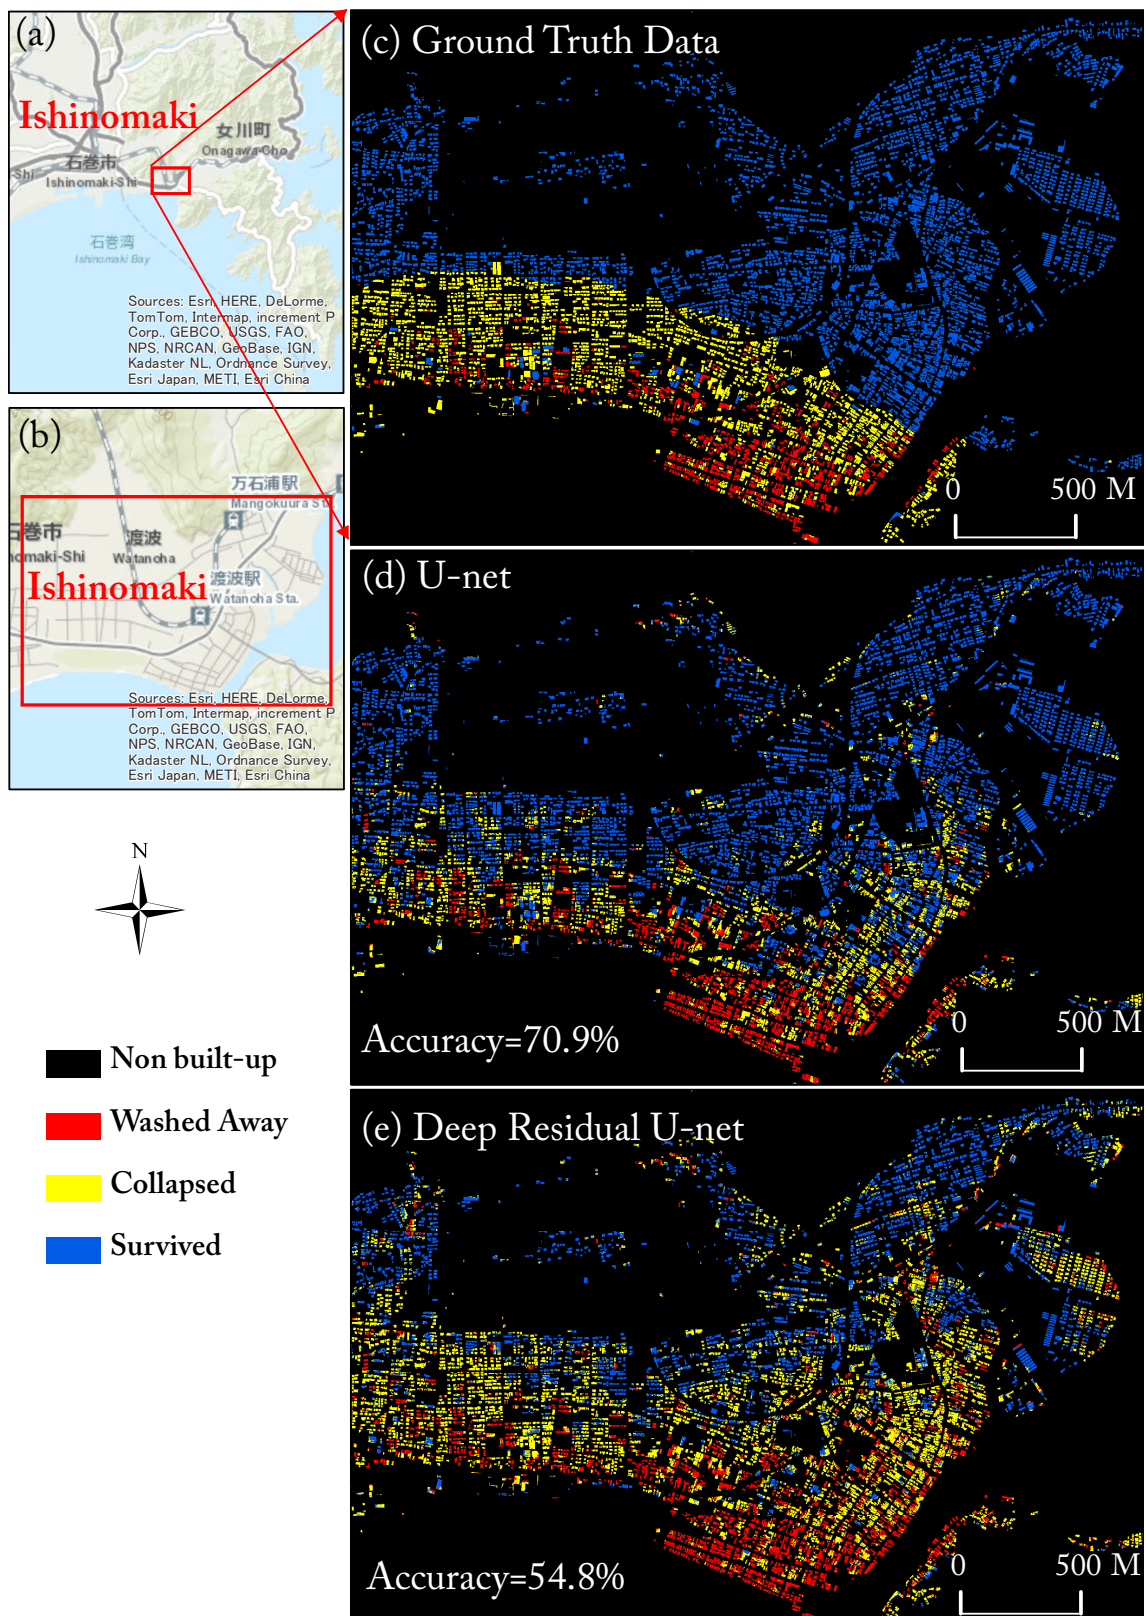 (a)
Ishinomaki
女川町
Onagawa-Cho
石巻市
Shi
Ishinomaki-Shi
石巻湾
Ishinomaki Bay
Sources: Esri, HERE, DeLorme,
TomTom, Intermap, increment P
Corp., GEBCO, USGS, FAO,
NPS, NRCAN, GeoBase, IGN,
Kadaster NL, Ordnance Survey,
Esri Japan, METI, Esri China
(b)
万石浦駅
Mangokuura Sta.
石巻市
nomaki-Shi
渡波
Watanoha
Ishinomaki
渡波駅
Watanoha Sta.
Sources: Esri, HERE, DeLorme,
TomTom, Intermap, increment P
Corp., GEBCO, USGS, FAO,
NPS, NRCAN, GeoBase, IGN,
Kadaster NL, Ordnance Survey,
Esri Japan, METI, Esri China
N
Non built-up
Washed Away
Collapsed
Survived
(c) Ground Truth Data
0 500 M
(d) U-net
Accuracy=70.9%
0 500 M
(e) Deep Residual U-net
Accuracy=54.8%
0 500 M